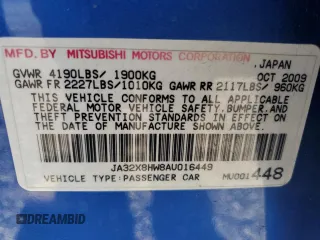 MFD BY MITSUBISHI MOTORS CORPORATION, JAPAN
GVWR 4190LBS/ 1900KG OCT 2009
GAWR FR 2227LBS/1010KG GAWR RR 2117LBS/ 960KG
THIS VEHICLE CONFORMS TO ALL APPLICABLE
FEDERAL MOTOR VEHICLE SAFETY, BUMPER, AND
THEFT PREVENTION STANDARDS IN EFFECT ON
THE DATE OF MANUFACTURE SHOWN ABOVE.
JA32X8HW8AU016449
VEHICLE TYPE: PASSENGER CAR MU001448
DREAMBID